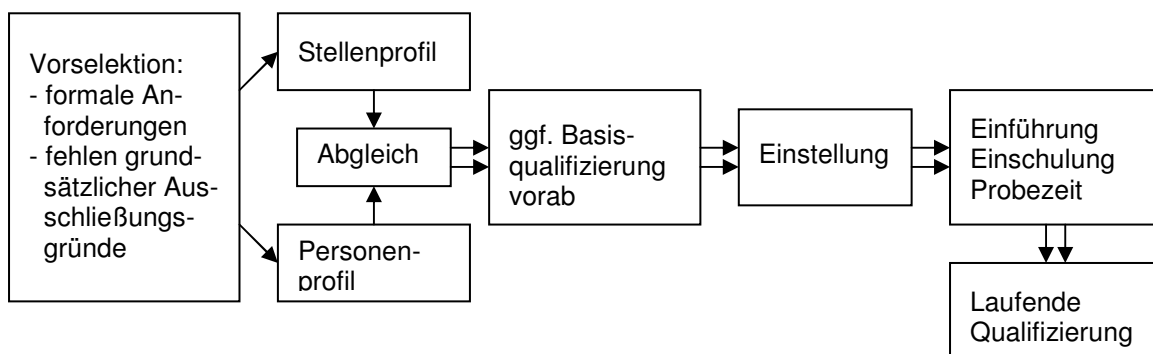 Vorselektion:
- formale An-
forderungen
- fehlen grund-
sätzlicher Aus-
schließungs-
gründe
Stellenprofil
Abgleich
Personen-
profil
ggf. Basis-
qualifizierung
vorab
Einstellung
Einführung
Einschulung
Probezeit
Laufende
Qualifizierung